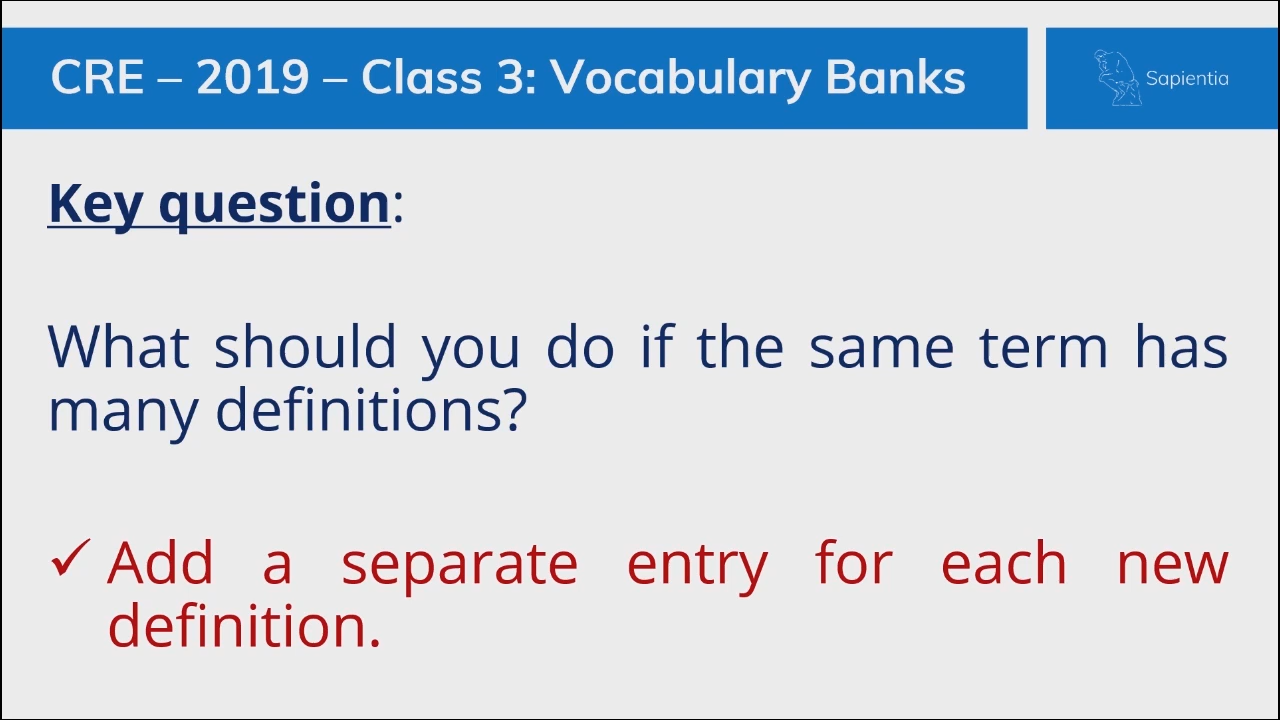 CRE – 2019 – Class 3: Vocabulary Banks
Sapientia
Key question:
What should you do if the same term has
many definitions?
✓ Add a separate entry for each new
definition.